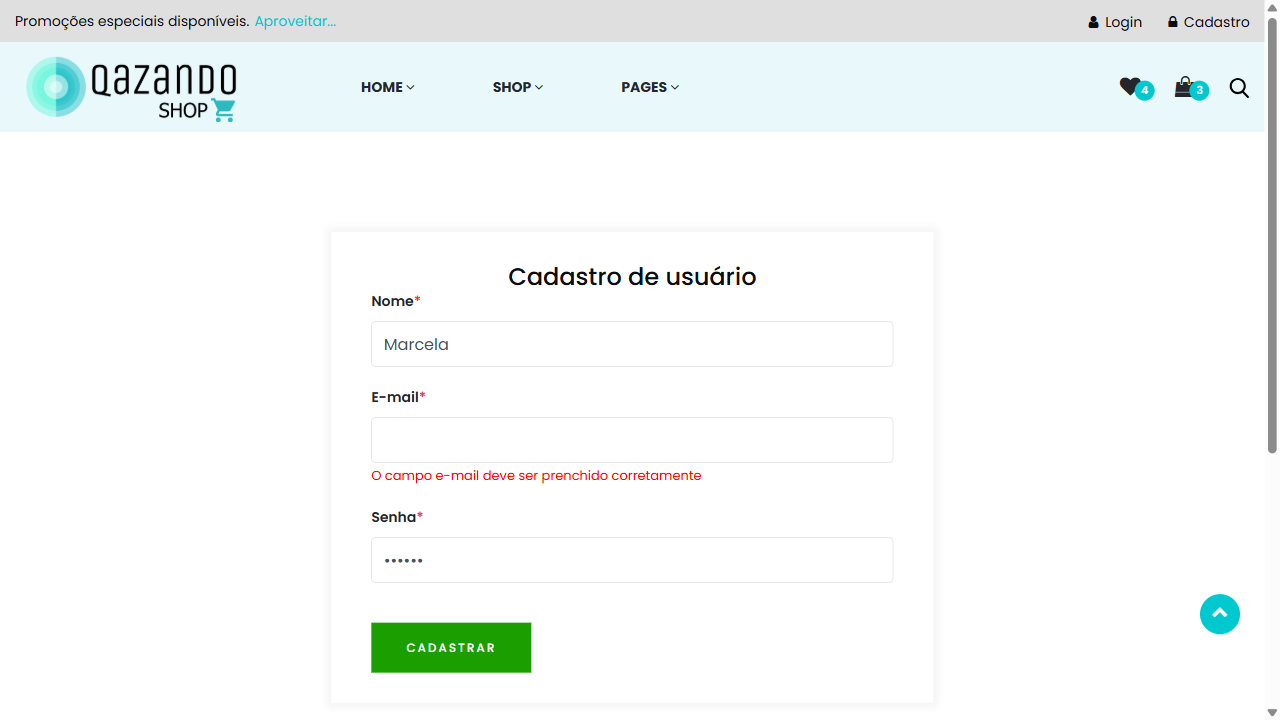 Promoções especiais disponíveis. Aproveitar...
Login
Cadastro
QAZANDO
SHOP
HOME
SHOP
PAGES
4
3
Cadastro de usuário
Nome*
Marcela
E-mail*
O campo e-mail deve ser prenchido corretamente
Senha*
••••••
CADASTRAR